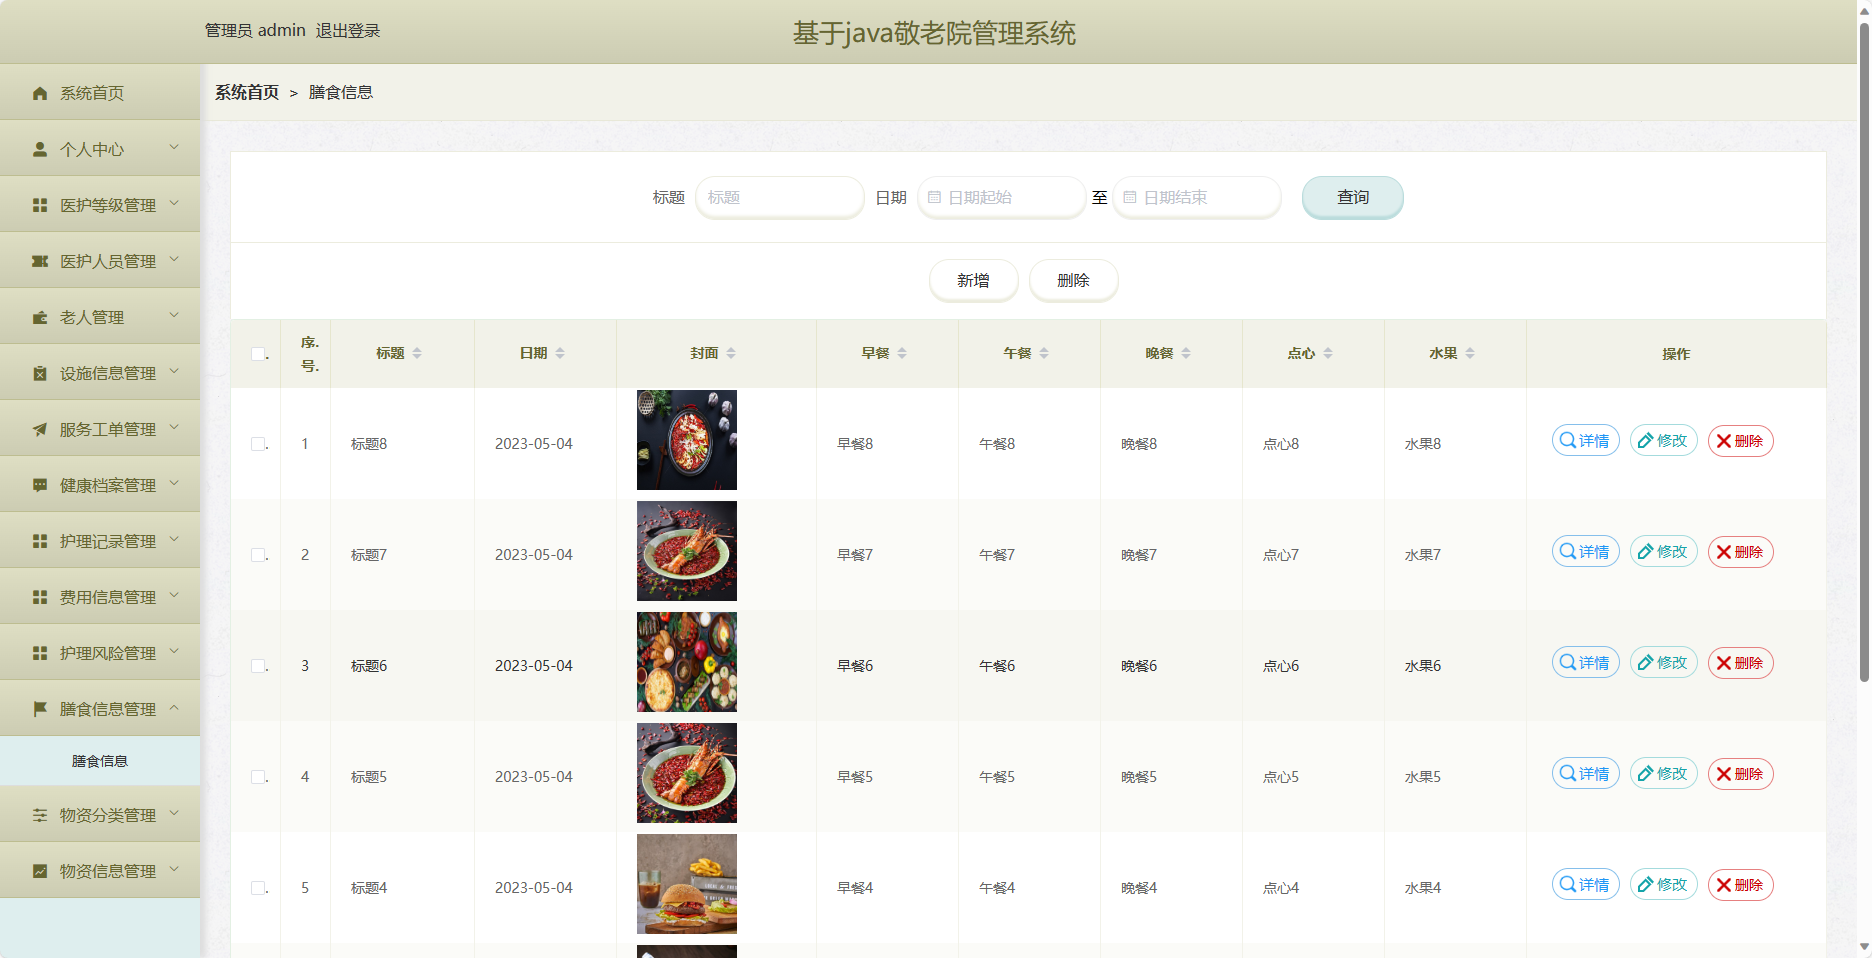 管理员 admin 退出登录
基于java敬老院管理系统
系统首页
个人中心
医护等级管理
医护人员管理
老人管理
设施信息管理
服务工单管理
健康档案管理
护理记录管理
费用信息管理
护理风险管理
膳食信息管理
膳食信息
物资分类管理
物资信息管理
系统首页 > 膳食信息
标题 标题 日期 日期起始 至 日期结束 查询
新增 删除
. 序. 标题 日期 封面 早餐 午餐 晚餐 点心 水果 操作
号.
. 1 标题8 2023-05-04 早餐8 午餐8 晚餐8 点心8 水果8 详情 修改 删除
. 2 标题7 2023-05-04 早餐7 午餐7 晚餐7 点心7 水果7 详情 修改 删除
. 3 标题6 2023-05-04 早餐6 午餐6 晚餐6 点心6 水果6 详情 修改 删除
. 4 标题5 2023-05-04 早餐5 午餐5 晚餐5 点心5 水果5 详情 修改 删除
. 5 标题4 2023-05-04 早餐4 午餐4 晚餐4 点心4 水果4 详情 修改 删除